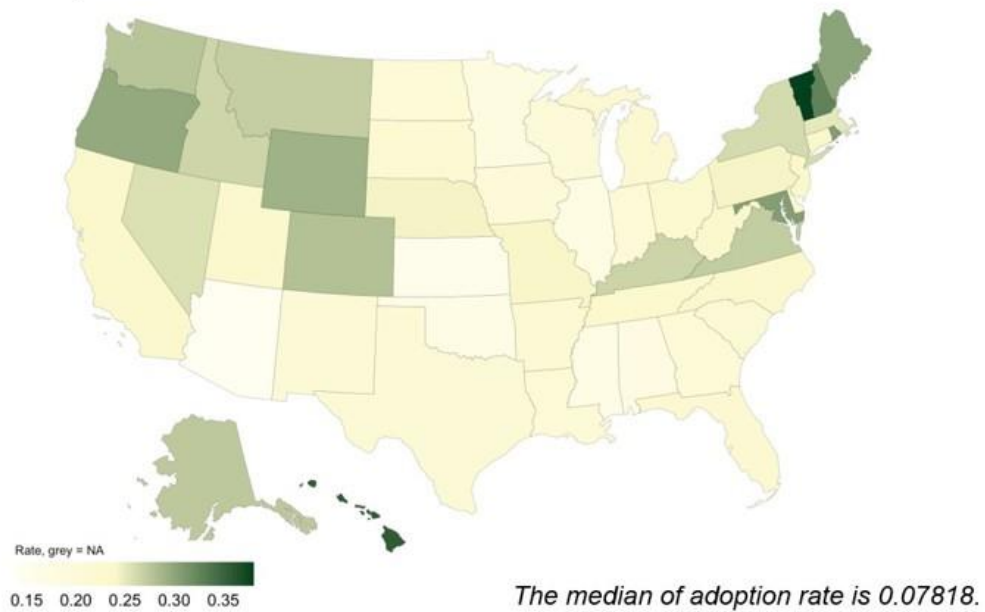 Rate, grey = NA
0.15 0.20 0.25 0.30 0.35
The median of adoption rate is 0.07818.